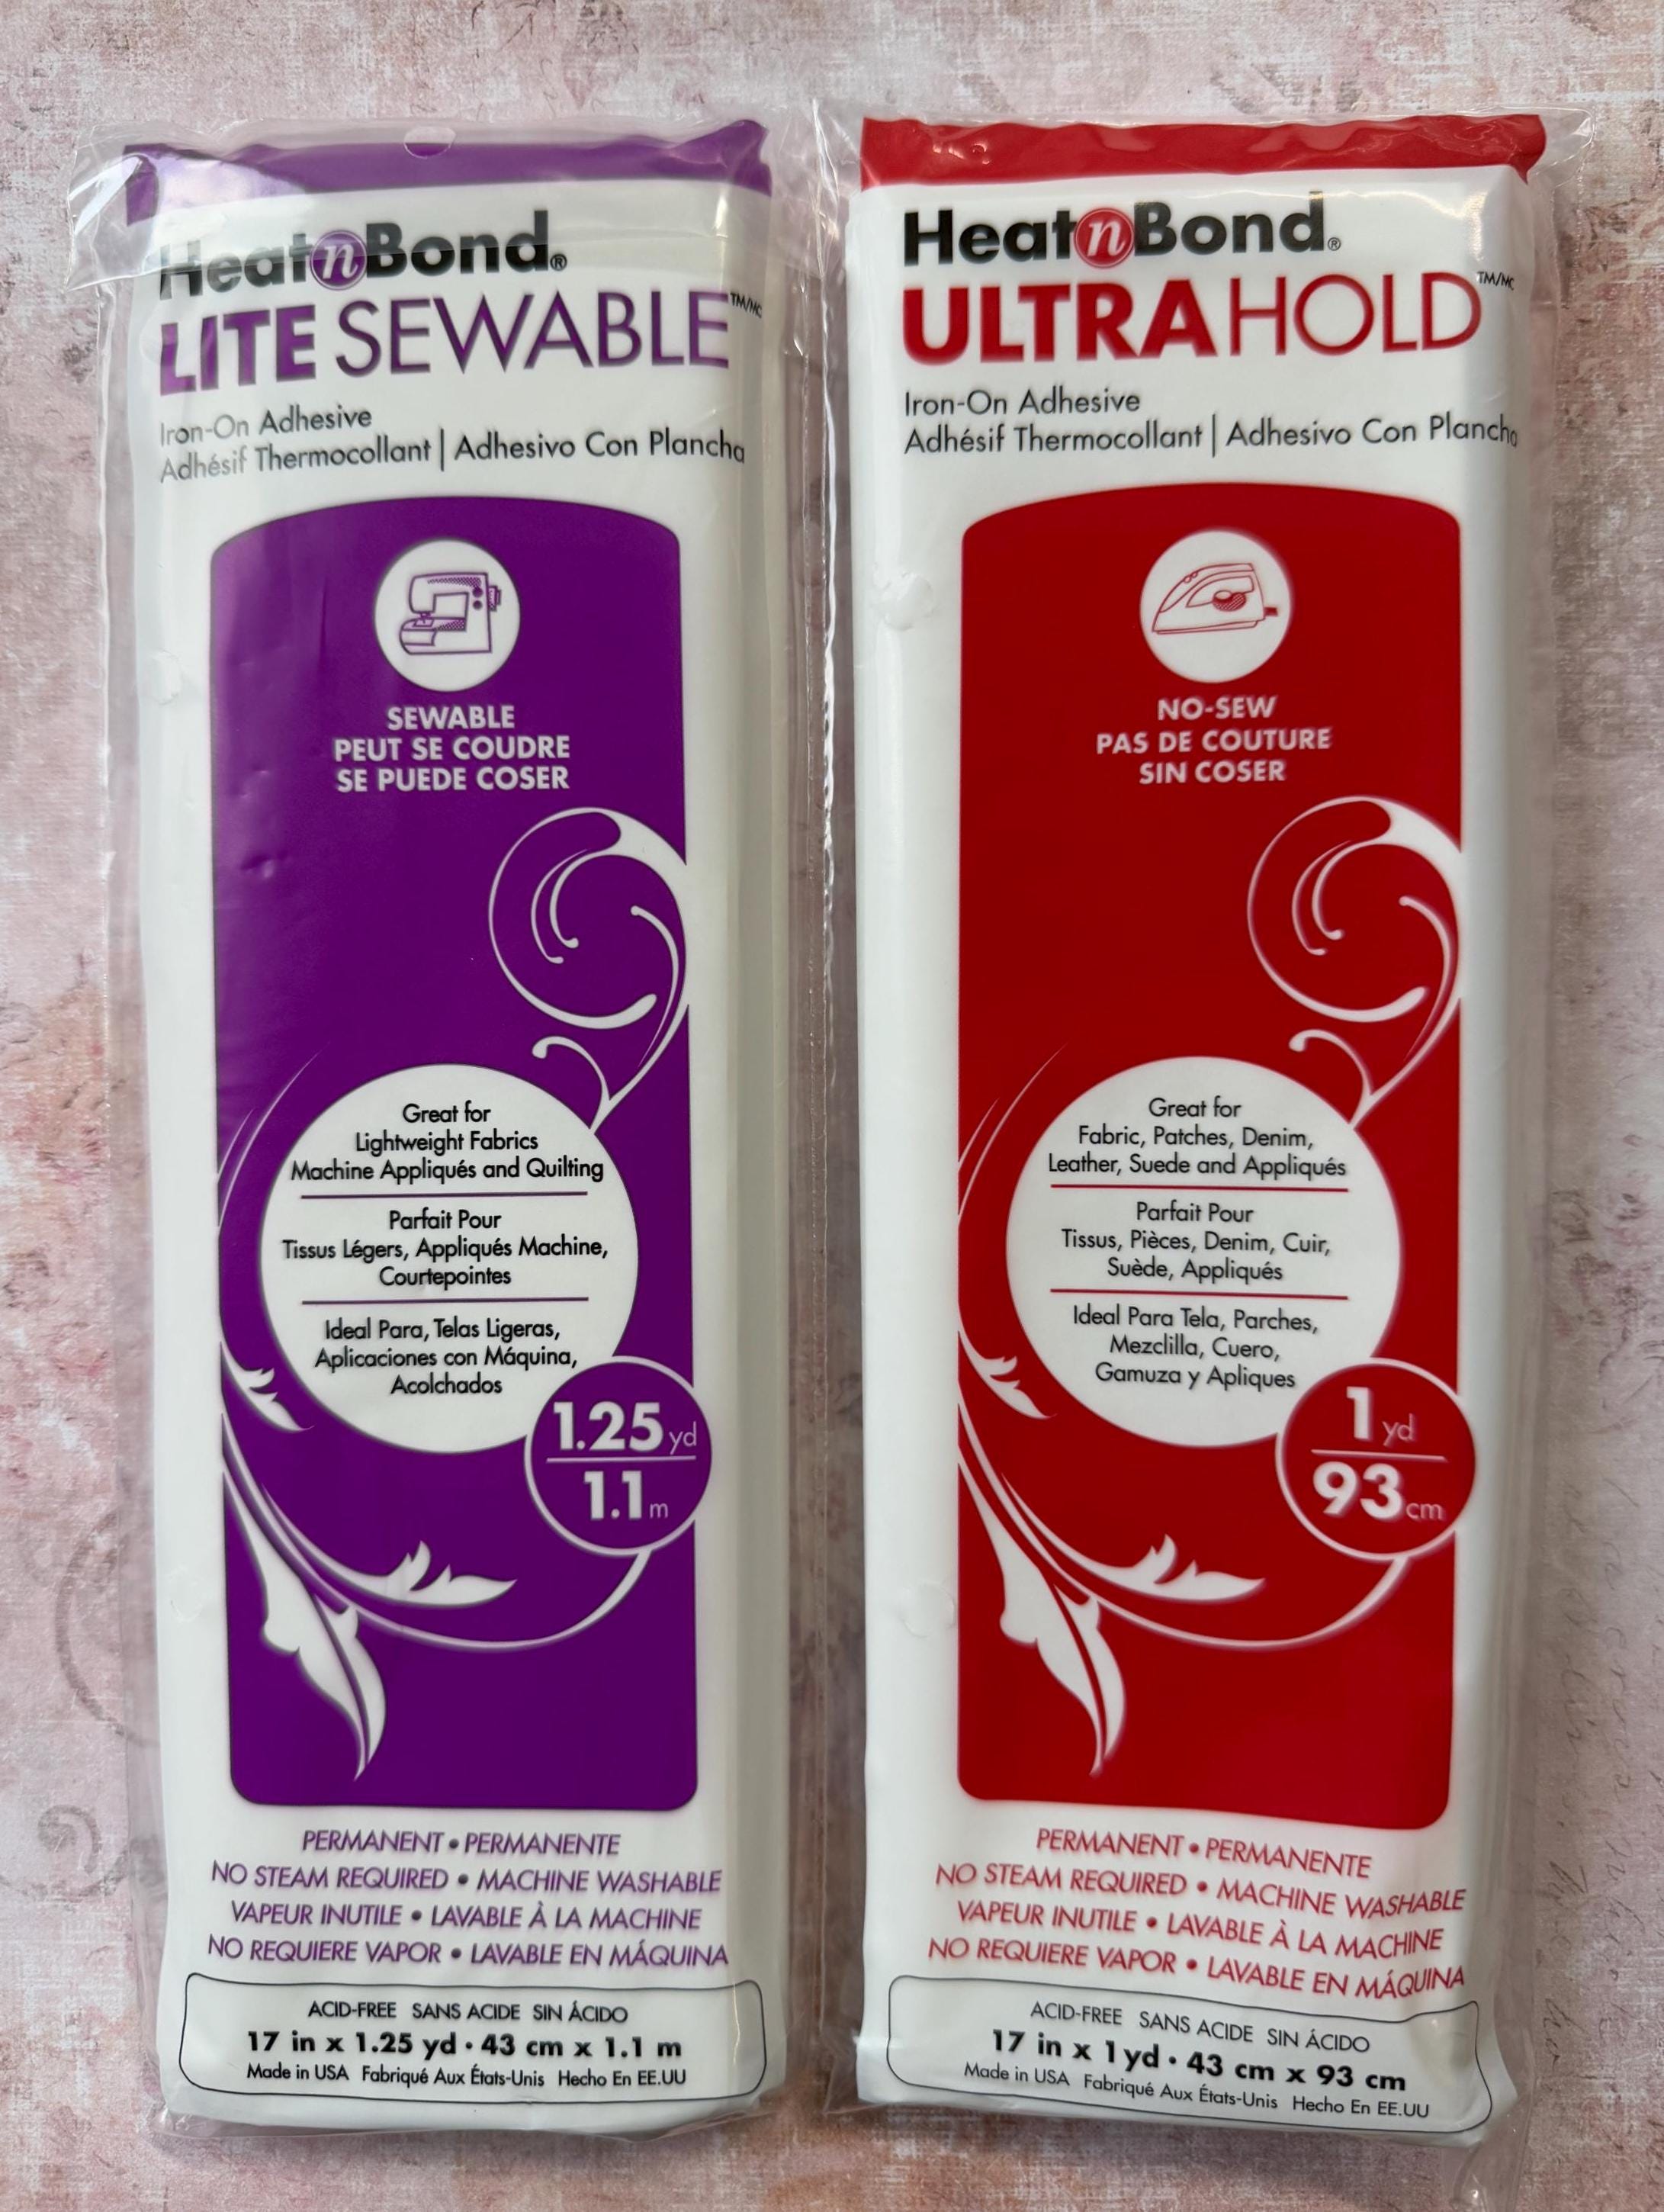 HeatnBond®
LITE SEWABLE™/MC
Iron-On Adhesive
Adhésif Thermocollant | Adhesivo Con Plancha
SEWABLE
PEUT SE COUDRE
SE PUEDE COSER
Great for
Lightweight Fabrics
Machine Appliqués and Quilting
Parfait Pour
Tissus Légers, Appliqués Machine,
Courtepointes
Ideal Para, Telas Ligeras,
Aplicaciones con Máquina,
Acolchados
1.25 yd
1.1 m
PERMANENT • PERMANENTE
NO STEAM REQUIRED • MACHINE WASHABLE
VAPEUR INUTILE • LAVABLE À LA MACHINE
NO REQUIERE VAPOR • LAVABLE EN MÁQUINA
ACID-FREE SANS ACIDE SIN ÁCIDO
17 in x 1.25 yd • 43 cm x 1.1 m
Made in USA Fabriqué Aux États-Unis Hecho En EE.UU
HeatnBond®
ULTRAHOLD™/MC
Iron-On Adhesive
Adhésif Thermocollant | Adhesivo Con Plancha
NO-SEW
PAS DE COUTURE
SIN COSER
Great for
Fabric, Patches, Denim,
Leather, Suede and Appliqués
Parfait Pour
Tissus, Pièces, Denim, Cuir,
Suède, Appliqués
Ideal Para Tela, Parches,
Mezclilla, Cuero,
Gamuza y Apliques
1 yd
93 cm
PERMANENT • PERMANENTE
NO STEAM REQUIRED • MACHINE WASHABLE
VAPEUR INUTILE • LAVABLE À LA MACHINE
NO REQUIERE VAPOR • LAVABLE EN MÁQUINA
ACID-FREE SANS ACIDE SIN ÁCIDO
17 in x 1 yd • 43 cm x 93 cm
Made in USA Fabriqué Aux États-Unis Hecho En EE.UU